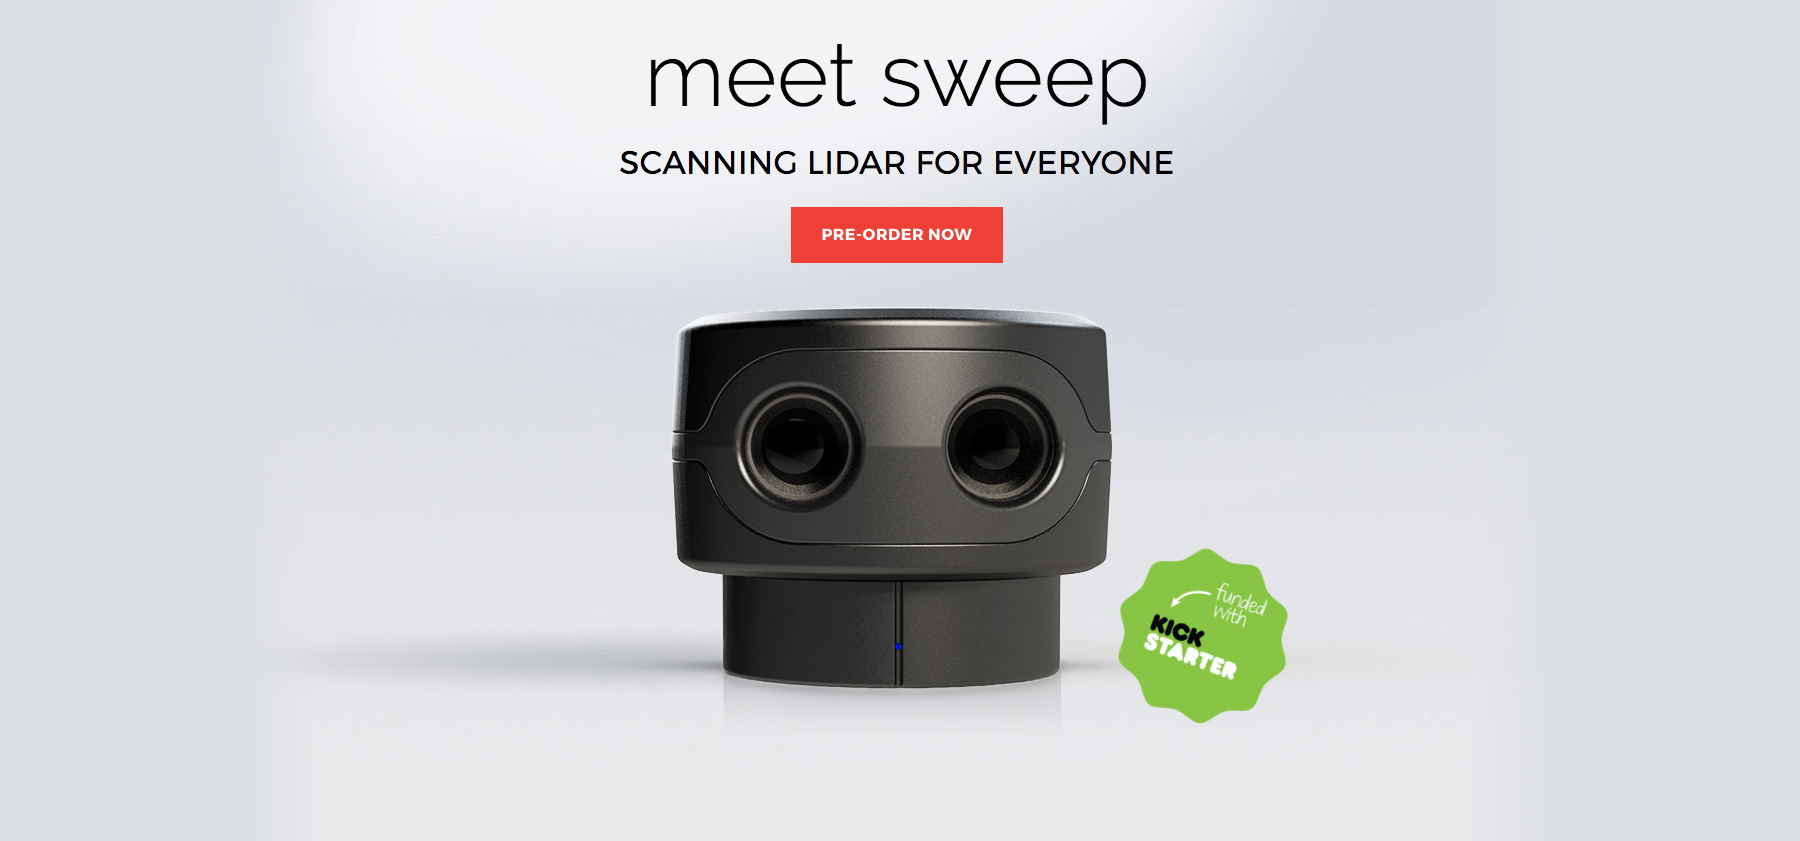 meet sweep
SCANNING LIDAR FOR EVERYONE
PRE-ORDER NOW
funded
with
KICK
STARTER